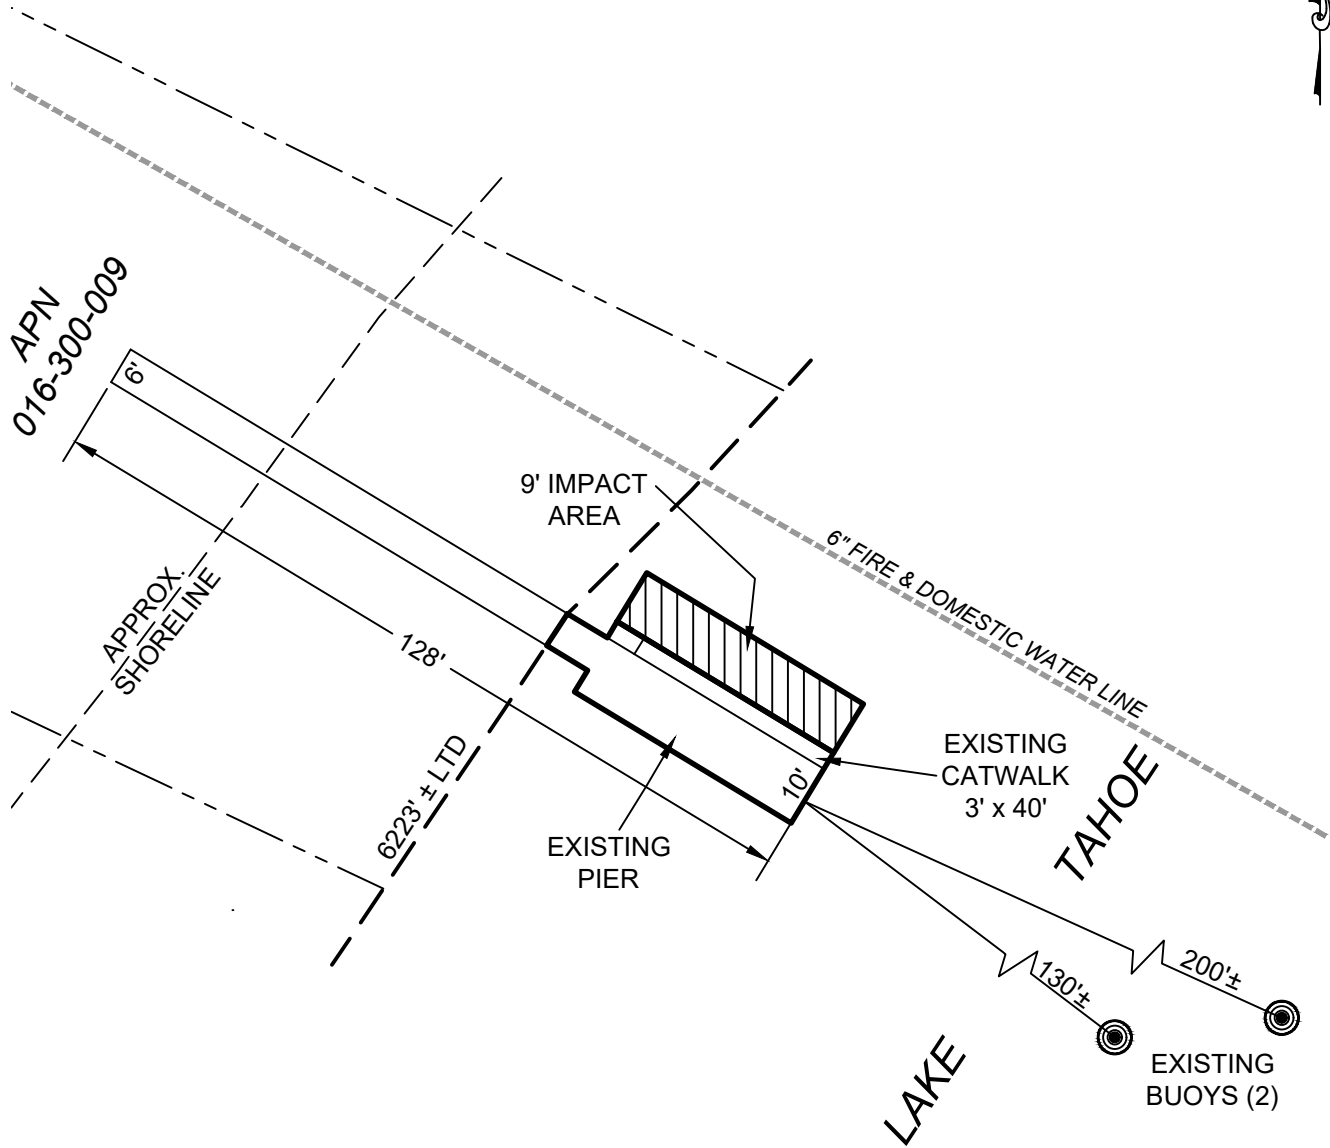 APN
016-300-009
6'
9' IMPACT
AREA
6" FIRE & DOMESTIC WATER LINE
APPROX.
SHORELINE
128'
6223' ± LTD
10'
EXISTING
CATWALK
3' x 40'
EXISTING
PIER
LAKE TAHOE
130'±
200'±
EXISTING
BUOYS (2)